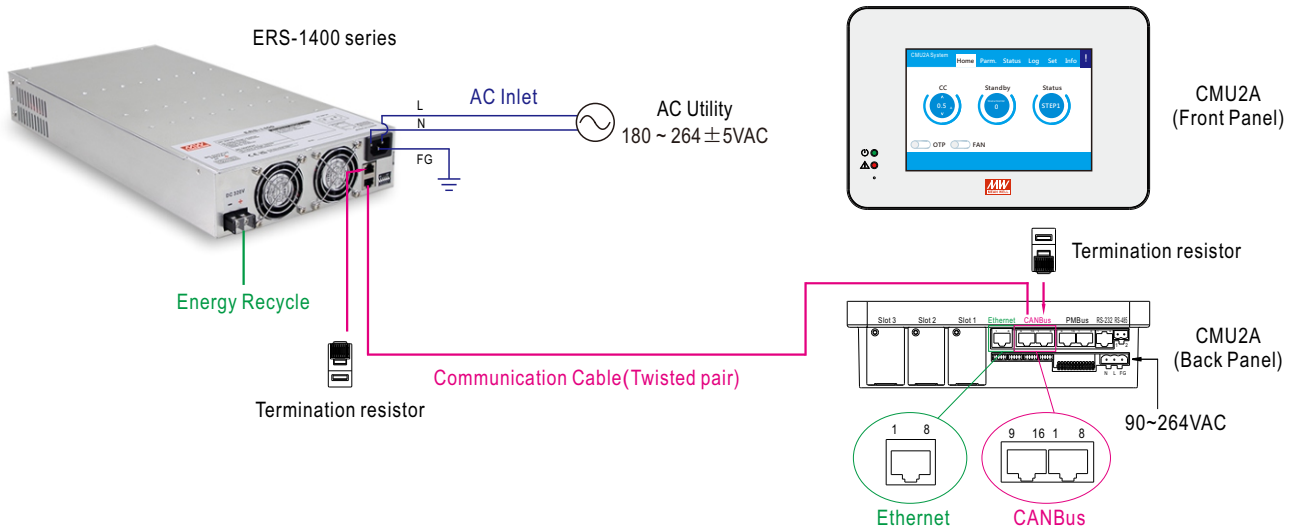 ERS-1400 series
L
N
FG
AC Inlet
AC Utility
180 ~ 264±5VAC
Energy Recycle
Termination resistor
Communication Cable(Twisted pair)
CMU2A System
Home Parm. Status Log Set Info !
CC
Standby
Status
0.5
0
STEP1
OTP
FAN
MW
CMU2A
(Front Panel)
Termination resistor
Slot 3 Slot 2 Slot 1 Ethernet CANBus PMBus RS-232 RS-485
N L FG
CMU2A
(Back Panel)
90~264VAC
1 8
9 16 1 8
Ethernet
CANBus